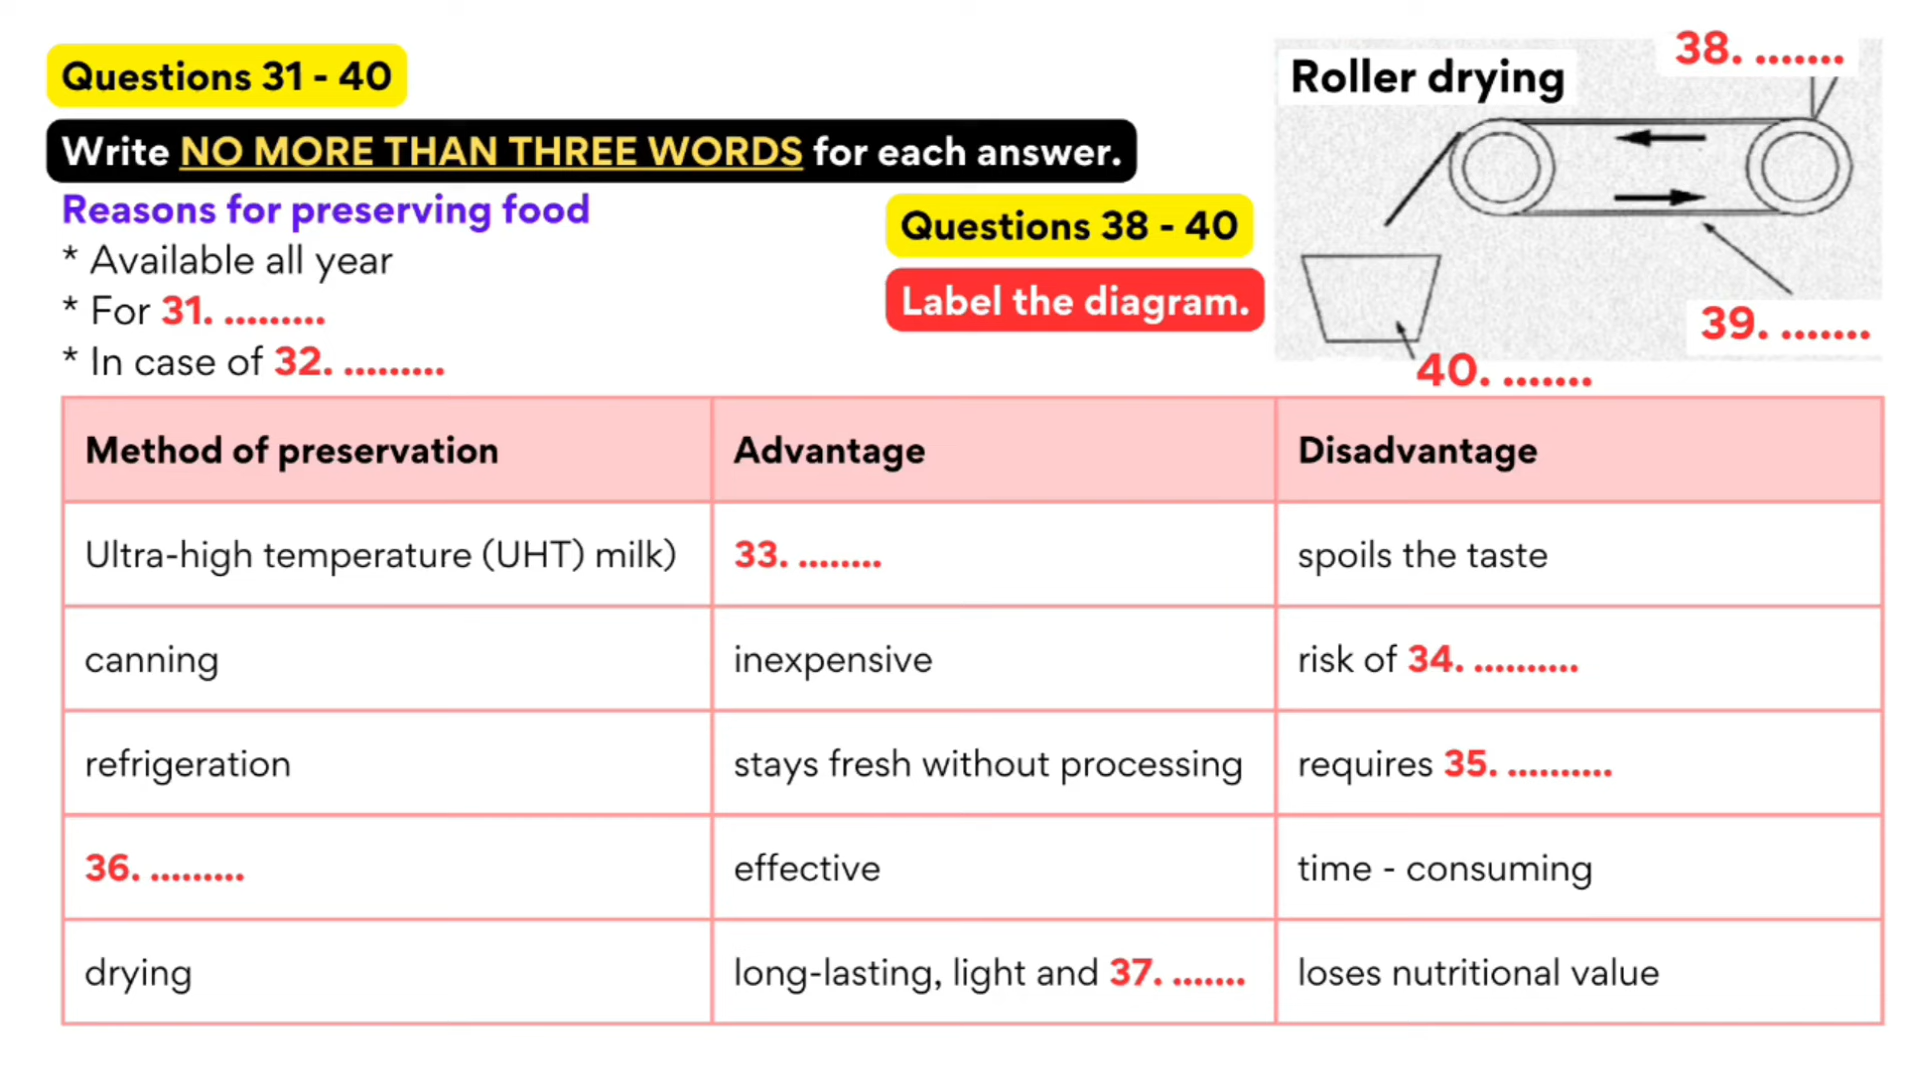 Questions 31 - 40
Write NO MORE THAN THREE WORDS for each answer.
Reasons for preserving food
* Available all year
* For 31. .........
* In case of 32. .........
Questions 38 - 40
Label the diagram.
Roller drying
38. .......
39. .......
40. .......
Method of preservation Advantage Disadvantage
Ultra-high temperature (UHT) milk) 33. ........ spoils the taste
canning inexpensive risk of 34. ..........
refrigeration stays fresh without processing requires 35. ..........
36. ......... effective time - consuming
drying long-lasting, light and 37. ....... loses nutritional value